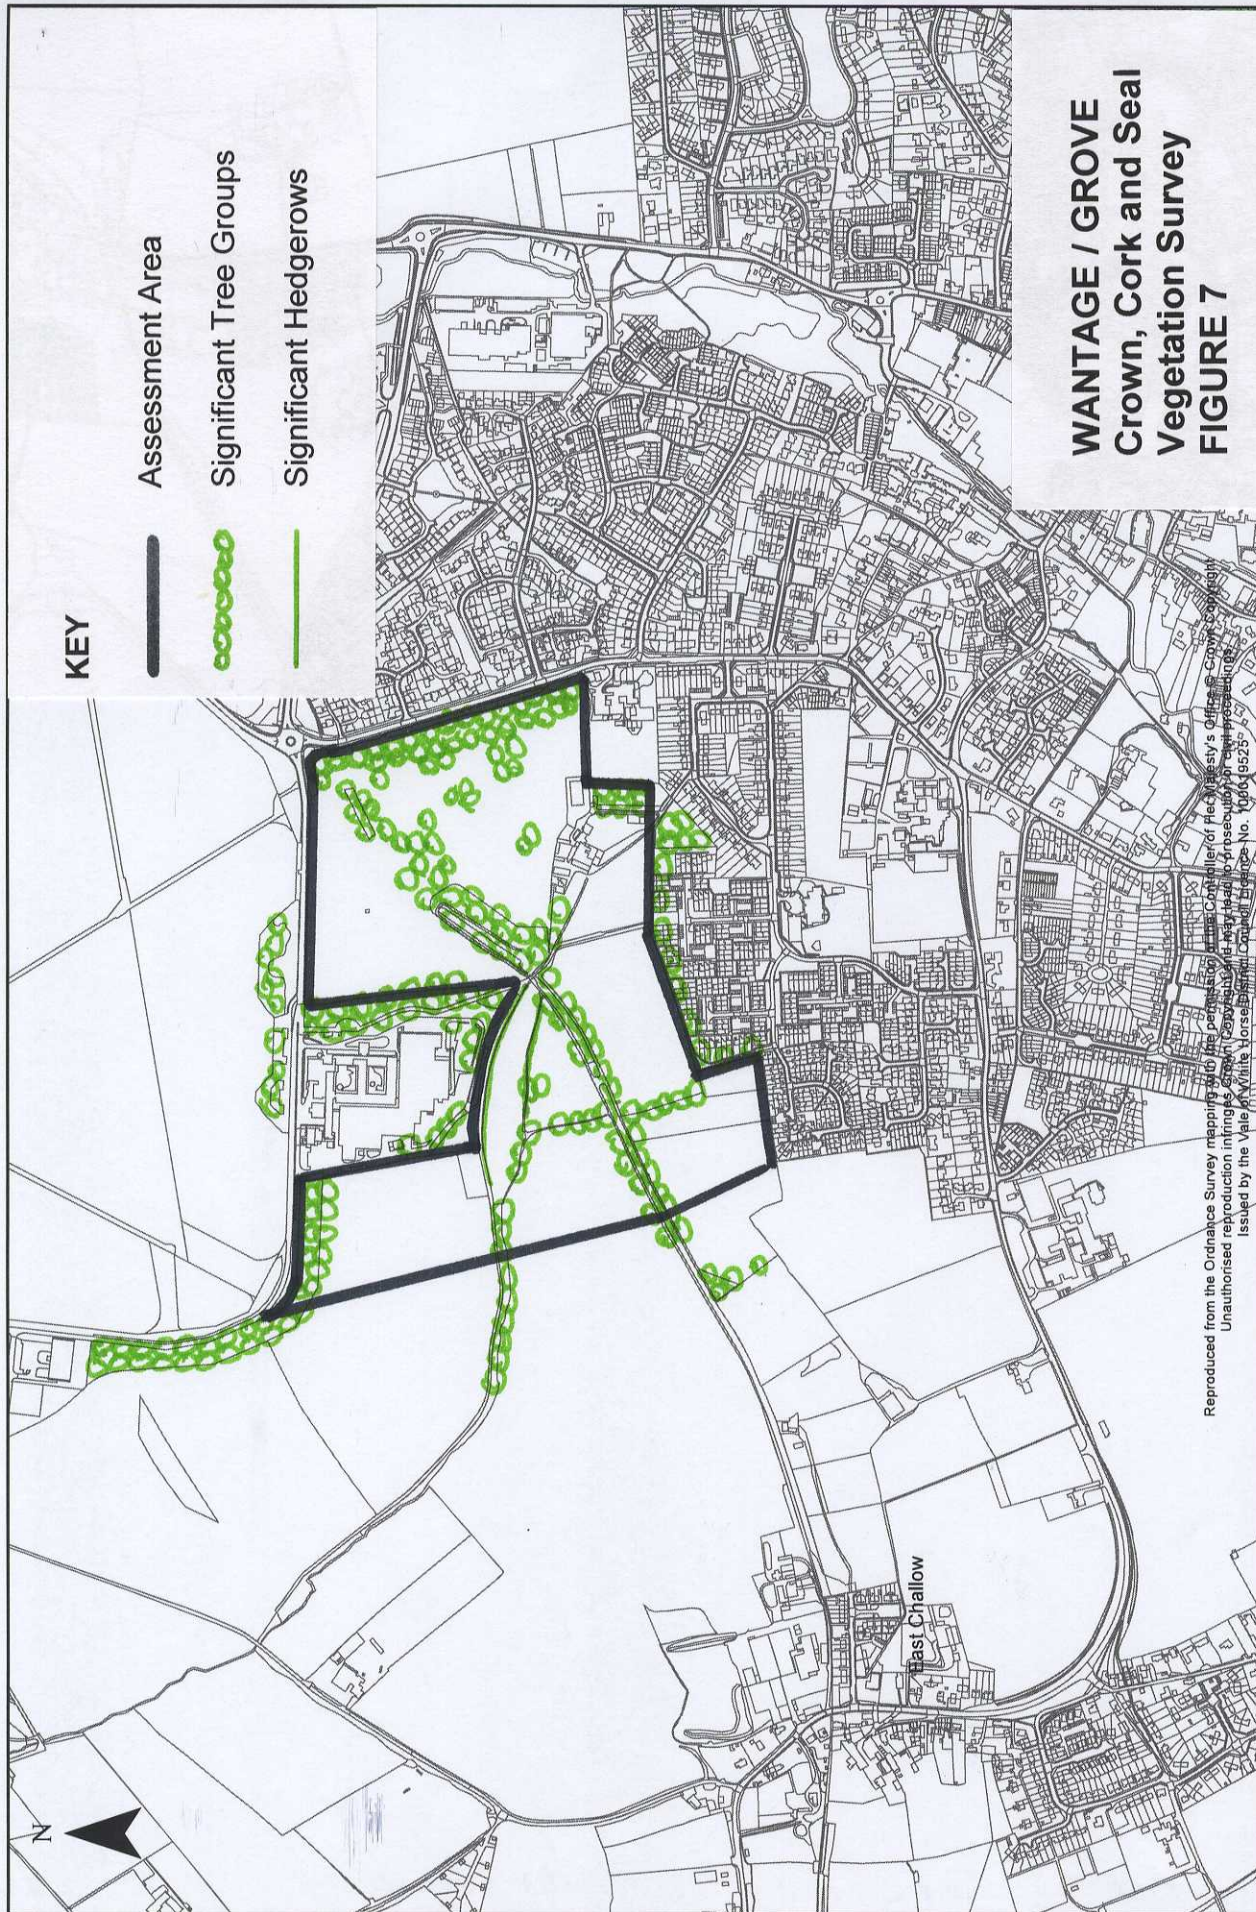 KEY
Assessment Area
Significant Tree Groups
Significant Hedgerows
N
East Challow
WANTAGE / GROVE
Crown, Cork and Seal
Vegetation Survey
FIGURE 7
Reproduced from the Ordnance Survey mapping with the permission of the Controller of Her Majesty's Office © Crown Copyright
Unauthorised reproduction infringes Crown Copyright and may lead to prosecution or civil proceedings
Issued by the Vale of White Horse District Council Licence No.